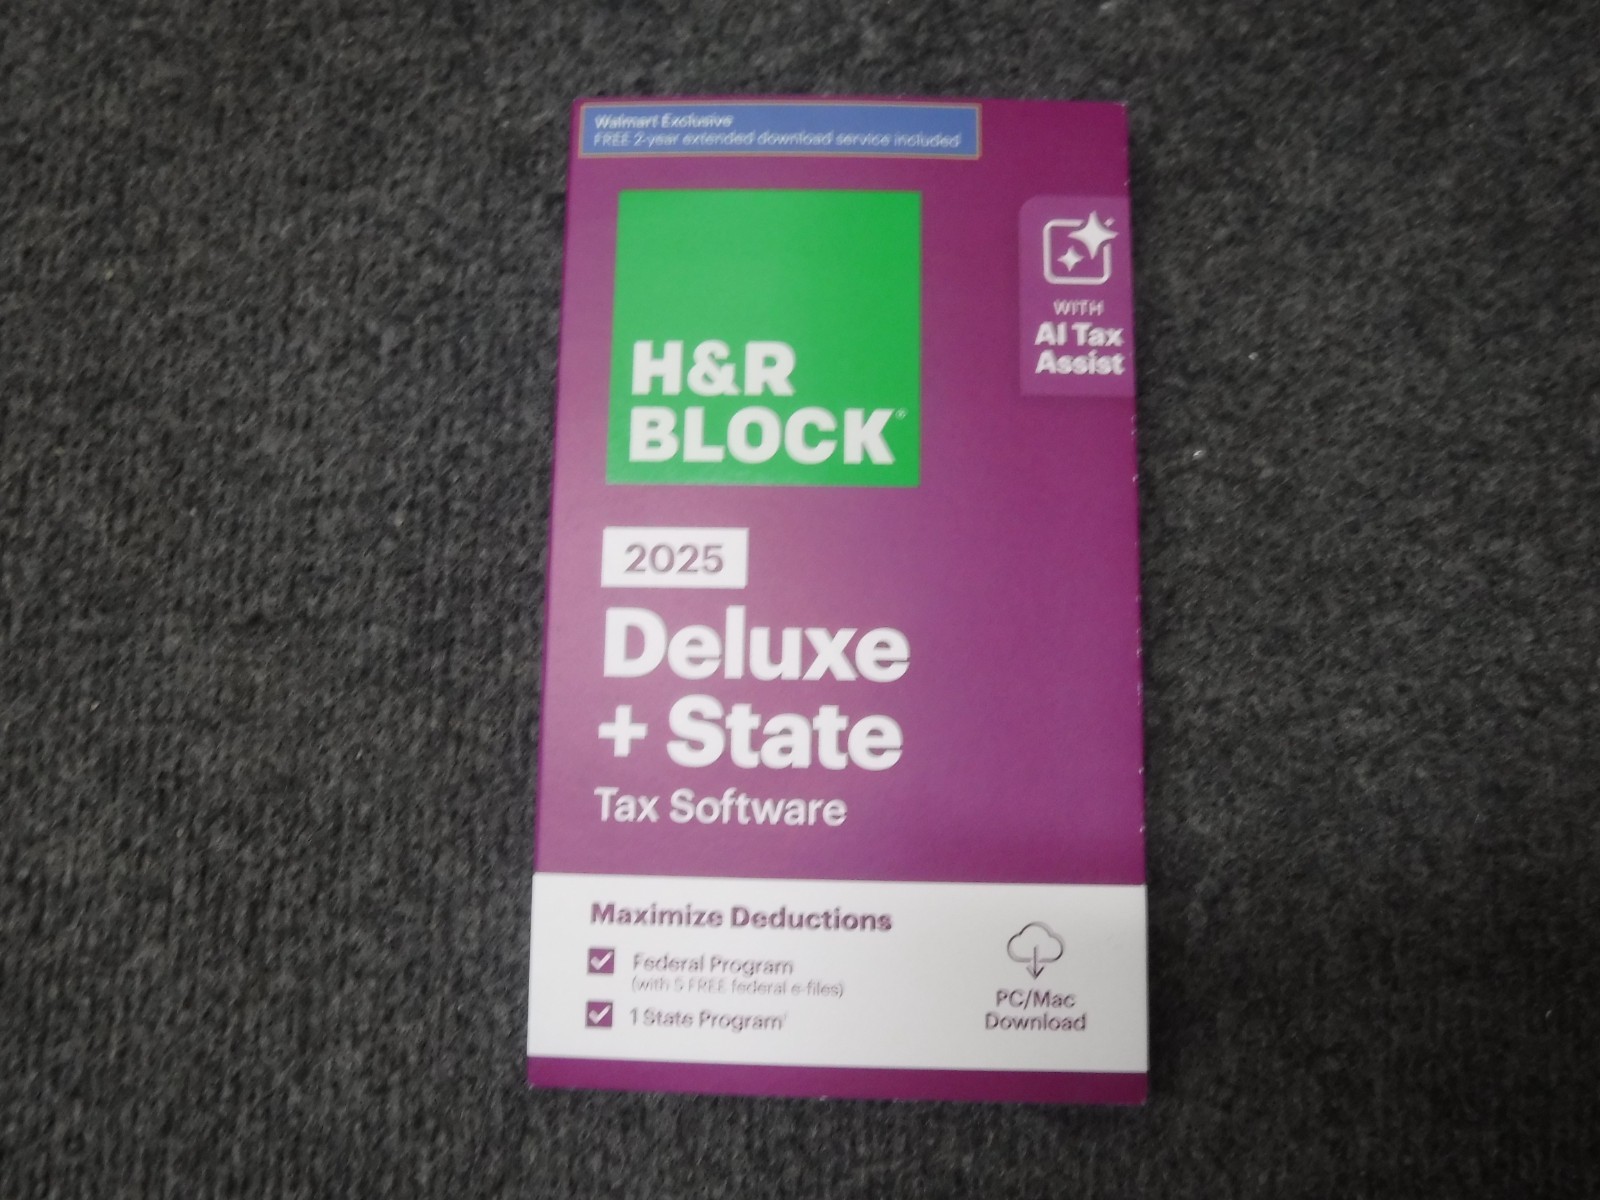 Walmart Exclusive
FREE 2-year extended download service included
H&R
BLOCK®
WITH
AI Tax
Assist
2025
Deluxe
+ State
Tax Software
Maximize Deductions
Federal Program
(with 5 FREE federal e-files)
1 State Program¹
PC/Mac
Download